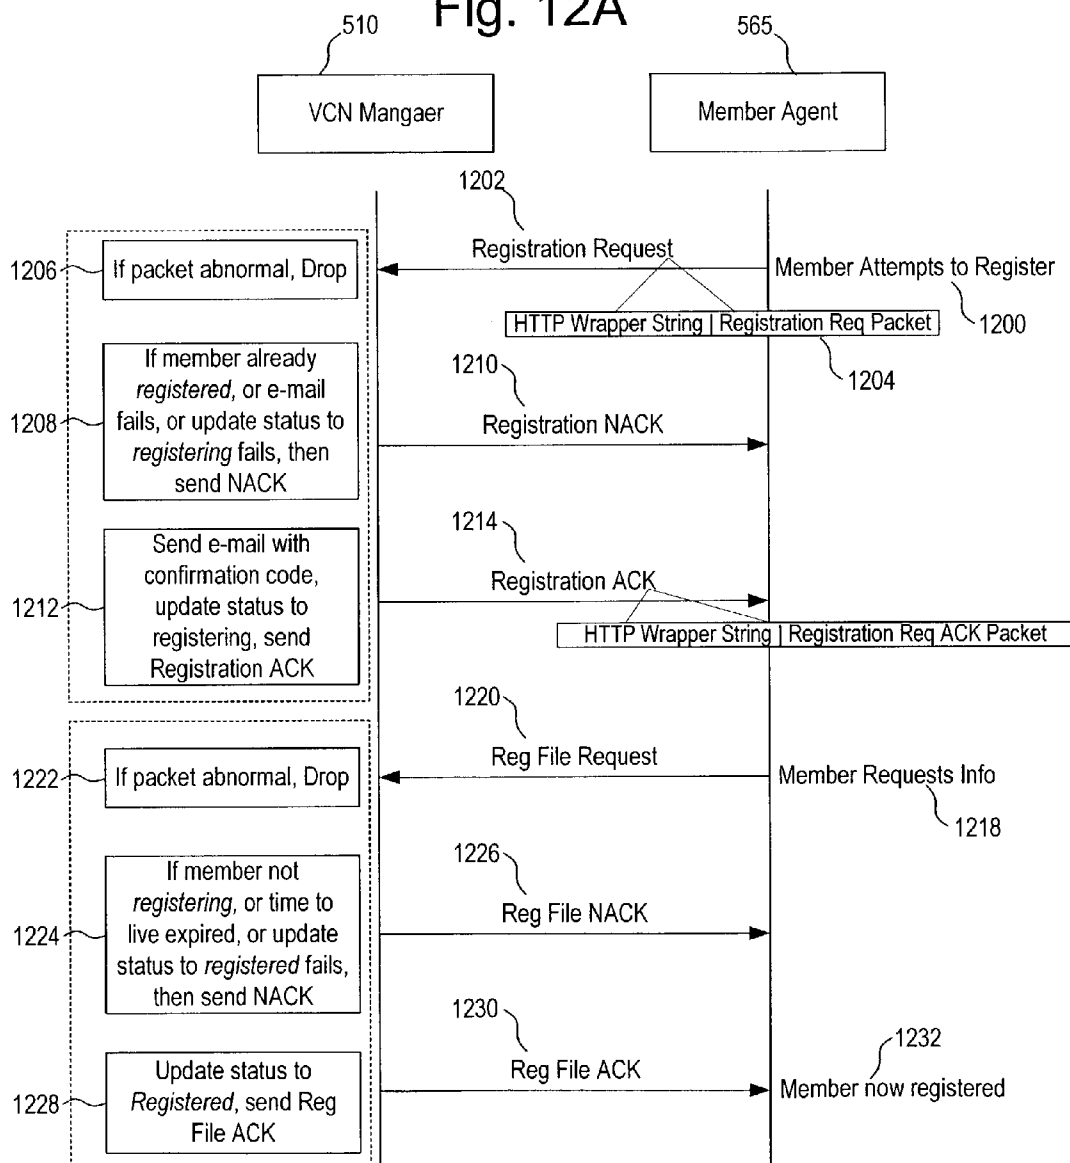 Fig. 12A
510
565
VCN Mangaer
Member Agent
1202
Registration Request
1206
If packet abnormal, Drop
Member Attempts to Register
1200
HTTP Wrapper String | Registration Req Packet
1204
If member already
registered, or e-mail
fails, or update status to
registering fails, then
send NACK
1208
1210
Registration NACK
1214
Send e-mail with
confirmation code,
update status to
registering, send
Registration ACK
1212
Registration ACK
HTTP Wrapper String | Registration Req ACK Packet
1220
Reg File Request
1222
If packet abnormal, Drop
Member Requests Info
1218
1226
If member not
registering, or time to
live expired, or update
status to registered fails,
then send NACK
1224
Reg File NACK
1230
1232
Reg File ACK
Update status to
Registered, send Reg
File ACK
1228
Member now registered